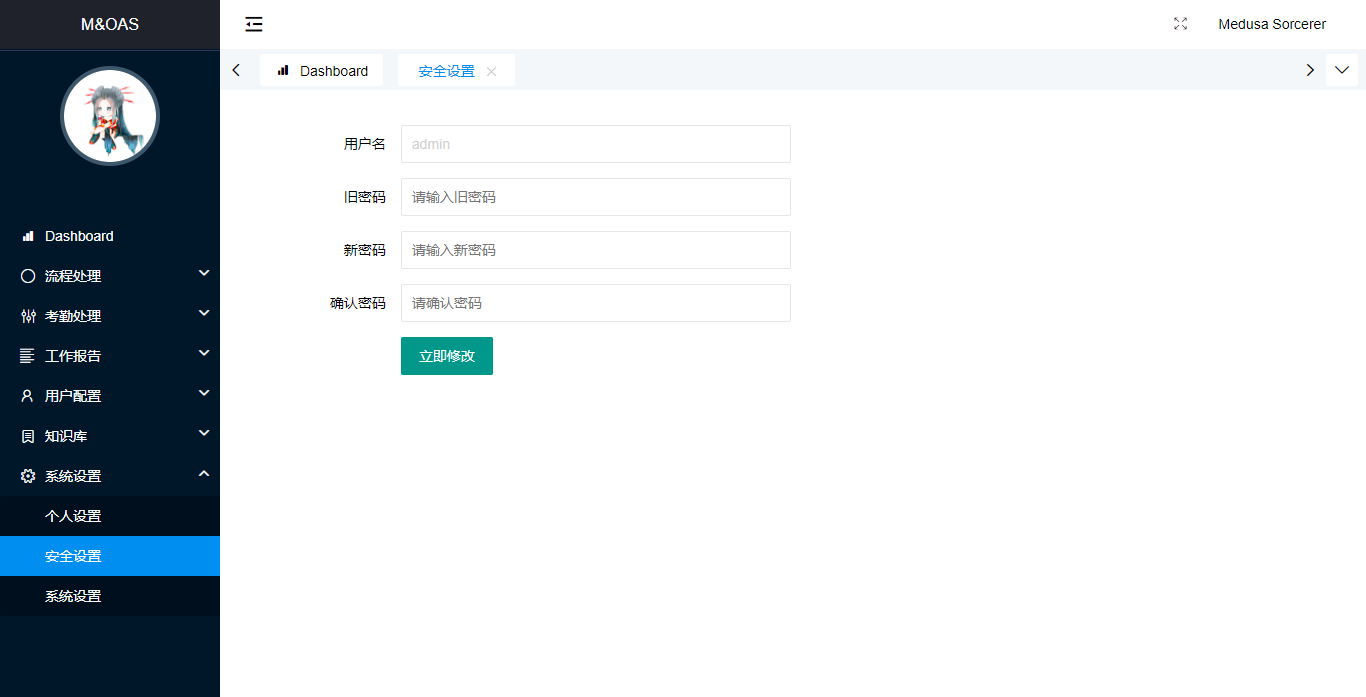 M&OAS
Medusa Sorcerer
Dashboard
安全设置
Dashboard
流程处理
考勤处理
工作报告
用户配置
知识库
系统设置
个人设置
安全设置
系统设置
用户名 admin
旧密码 请输入旧密码
新密码 请输入新密码
确认密码 请确认密码
立即修改